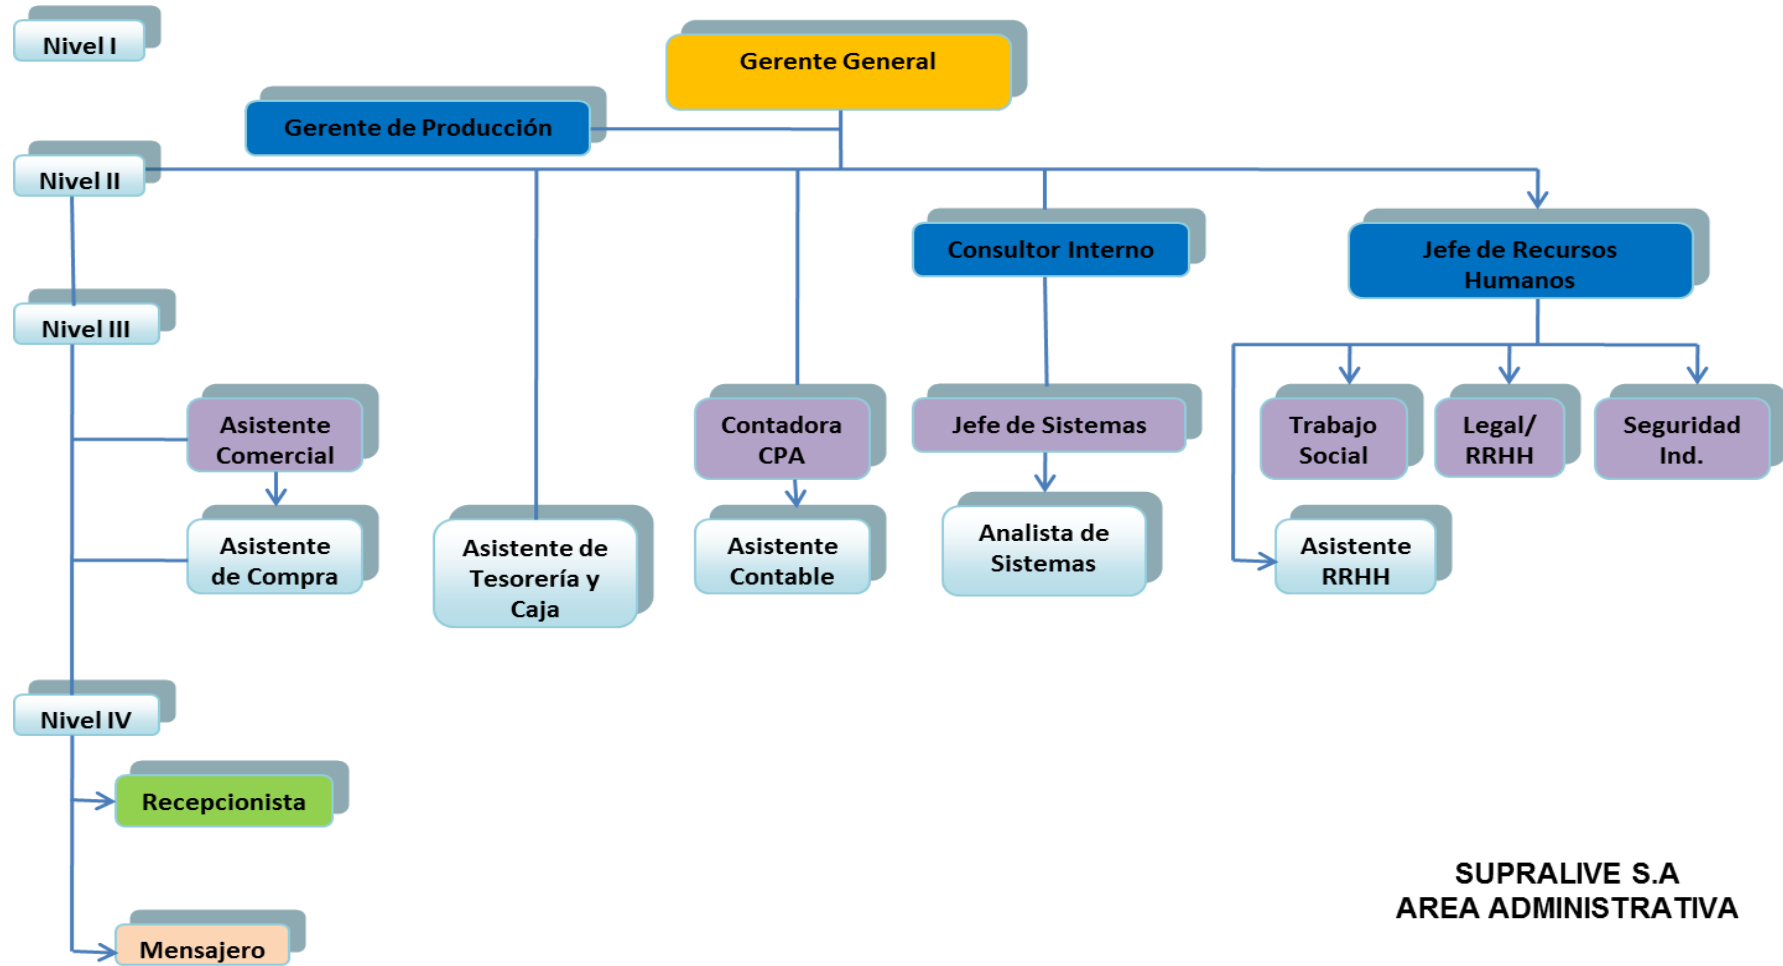 Nivel I
Gerente General
Gerente de Producción
Nivel II
Consultor Interno
Jefe de Recursos
Humanos
Nivel III
Asistente
Comercial
Contadora
CPA
Jefe de Sistemas
Trabajo
Social
Legal/
RRHH
Seguridad
Ind.
Asistente
de Compra
Asistente de
Tesorería y
Caja
Asistente
Contable
Analista de
Sistemas
Asistente
RRHH
Nivel IV
Recepcionista
Mensajero
SUPRALIVE S.A
AREA ADMINISTRATIVA